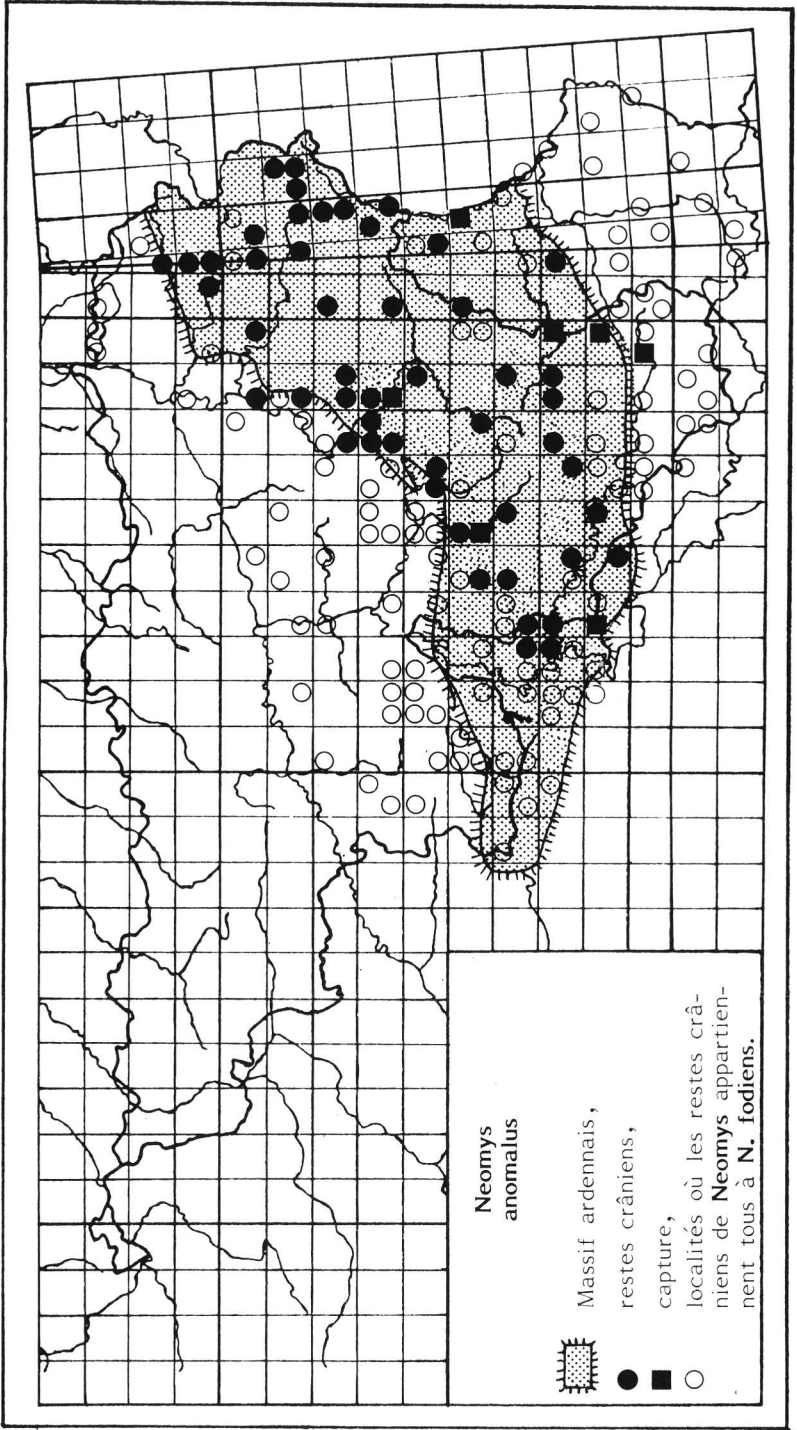 Neomys
anomalus
Massif ardennais,
restes crâniens,
capture,
localités où les restes crâ-
niens de Neomys appartien-
nent tous à N. fodiens.